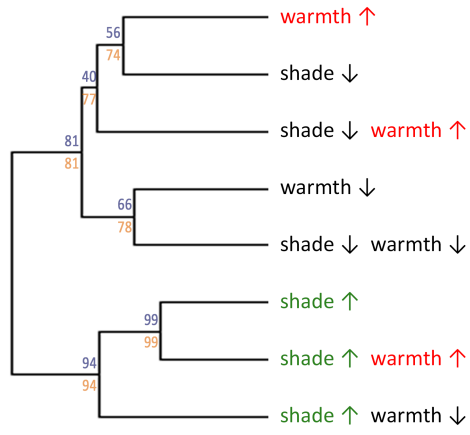 warmth ↑
56
74
shade ↓
40
77
shade ↓ warmth ↑
81
81
warmth ↓
66
78
shade ↓ warmth ↓
shade ↑
99
99
shade ↑ warmth ↑
94
94
shade ↑ warmth ↓